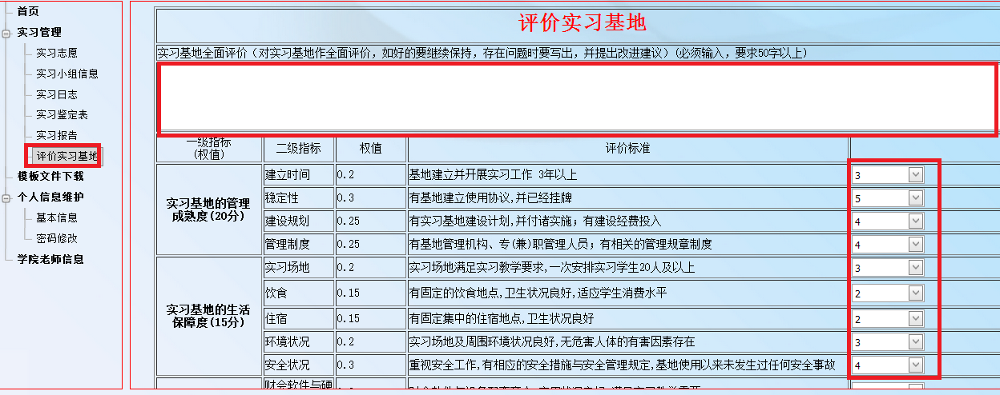 首页
实习管理
实习志愿
实习小组信息
实习日志
实习鉴定表
实习报告
评价实习基地
模板文件下载
个人信息维护
基本信息
密码修改
学院老师信息
评价实习基地
实习基地全面评价（对实习基地作全面评价，如好的要继续保持，存在问题时要写出，并提出改进建议）(必须输入，要求50字以上)
一级指标
(权值) 二级指标 权值 评价标准
实习基地的管理
成熟度(20分)
建立时间 0.2 基地建立并开展实习工作 3年以上 3
稳定性 0.3 有基地建立使用协议,并已经挂牌 5
建设规划 0.25 有实习基地建设计划,并付诸实施；有建设经费投入 4
管理制度 0.25 有基地管理机构、专(兼)职管理人员；有相关的管理规章制度 4
实习基地的生活
保障度(15分)
实习场地 0.2 实习场地满足实习教学要求,一次安排实习学生20人及以上 3
饮食 0.15 有固定的饮食地点,卫生状况良好,适应学生消费水平 2
住宿 0.15 有固定集中的住宿地点,卫生状况良好 2
环境状况 0.2 实习场地及周围环境状况良好,无危害人体的有害因素存在 3
安全状况 0.3 重视安全工作,有相应的安全措施与安全管理规定,基地使用以来未发生过任何安全事故 4
财会软件与硬